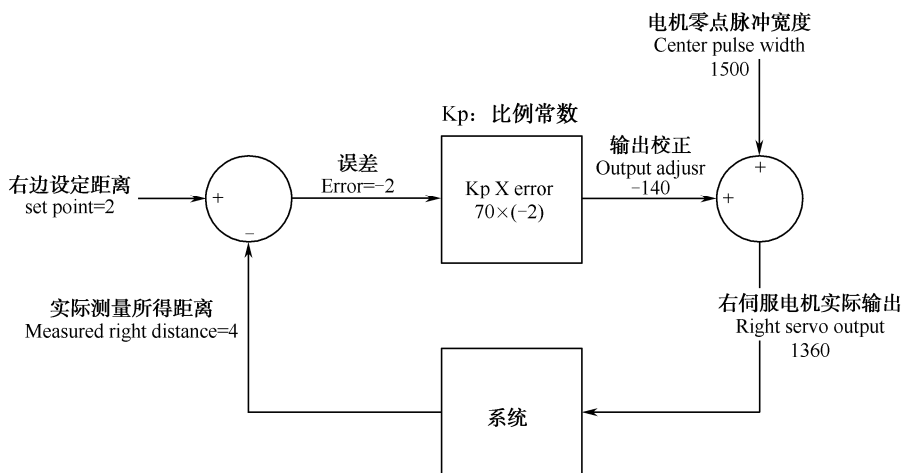 电机零点脉冲宽度
Center pulse width
1500
Kp：比例常数
误差
Error=−2
输出校正
Output adjusr
−140
右边设定距离
set point=2
+
−
Kp X error
70×(−2)
+
+
实际测量所得距离
Measured right distance=4
右伺服电机实际输出
Right servo output
1360
系统